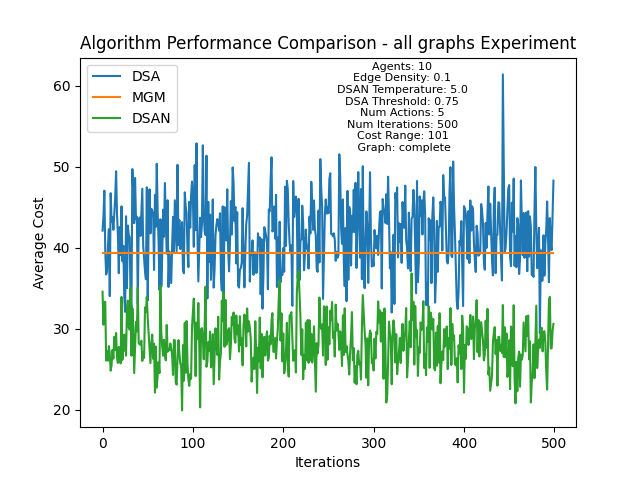 Algorithm Performance Comparison - all graphs Experiment
DSA
MGM
DSAN
Agents: 10
Edge Density: 0.1
DSAN Temperature: 5.0
DSA Threshold: 0.75
Num Actions: 5
Num Iterations: 500
Cost Range: 101
Graph: complete
Average Cost
60
50
40
30
20
0
100
200
300
400
500
Iterations